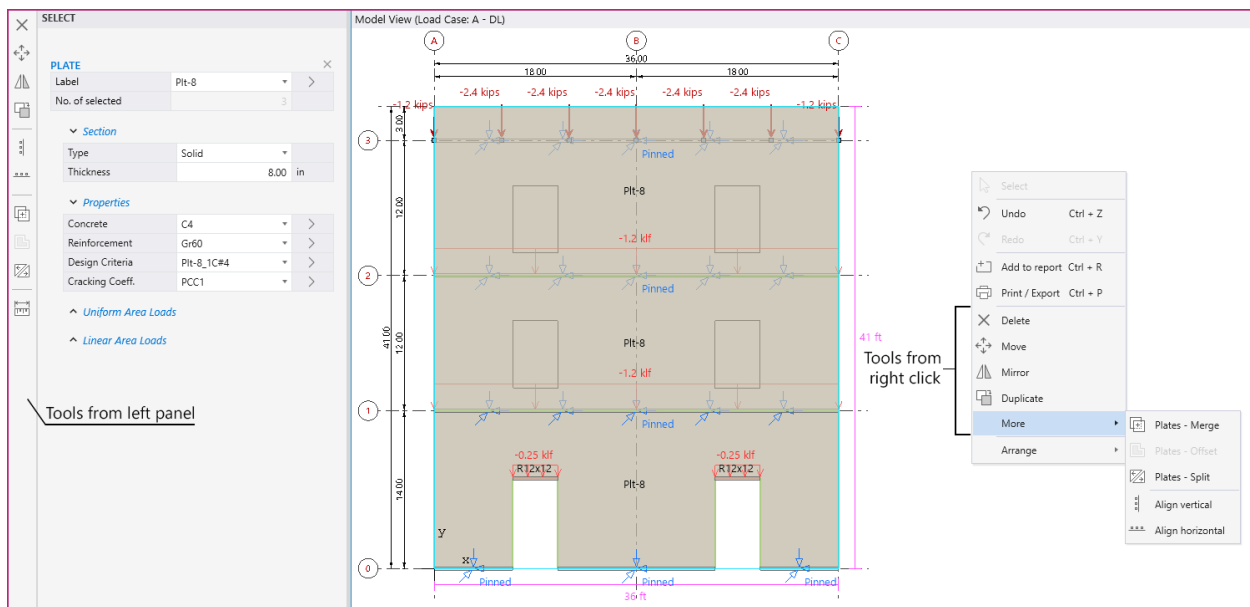 SELECT
PLATE
Label Plt-8
No. of selected 3
Section
Type Solid
Thickness 8.00 in
Properties
Concrete C4
Reinforcement Gr60
Design Criteria Plt-8_1C#4
Cracking Coeff. PCC1
Uniform Area Loads
Linear Area Loads
Tools from left panel
Model View (Load Case: A - DL)
A B C
36.00
18.00 18.00
-2.4 kips -2.4 kips -2.4 kips -2.4 kips -2.4 kips
-1.2 kips -1.2 kips
3.00
3
Pinned
Plt-8
12.00
-1.2 klf
2
Pinned
41.00
12.00
Plt-8
41 ft
-1.2 klf
1
Pinned
-0.25 klf -0.25 klf
R12x12 R12x12
Plt-8
14.00
y
x
0
Pinned Pinned Pinned
36 ft
Tools from
right click
Select
Undo Ctrl + Z
Redo Ctrl + Y
Add to report Ctrl + R
Print / Export Ctrl + P
Delete
Move
Mirror
Duplicate
More
Arrange
Plates - Merge
Plates - Offset
Plates - Split
Align vertical
Align horizontal